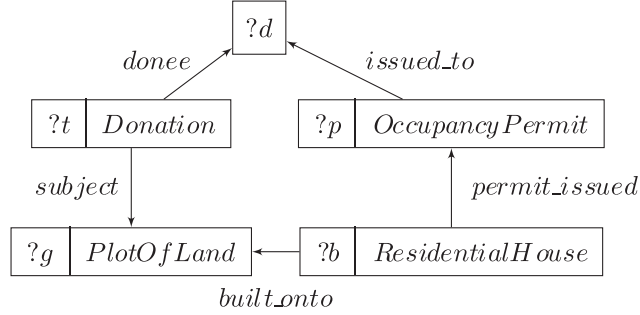 ?d
donee
issued_to
?t Donation
?p OccupancyPermit
subject
permit_issued
?g PlotOfLand
?b ResidentialHouse
built_onto